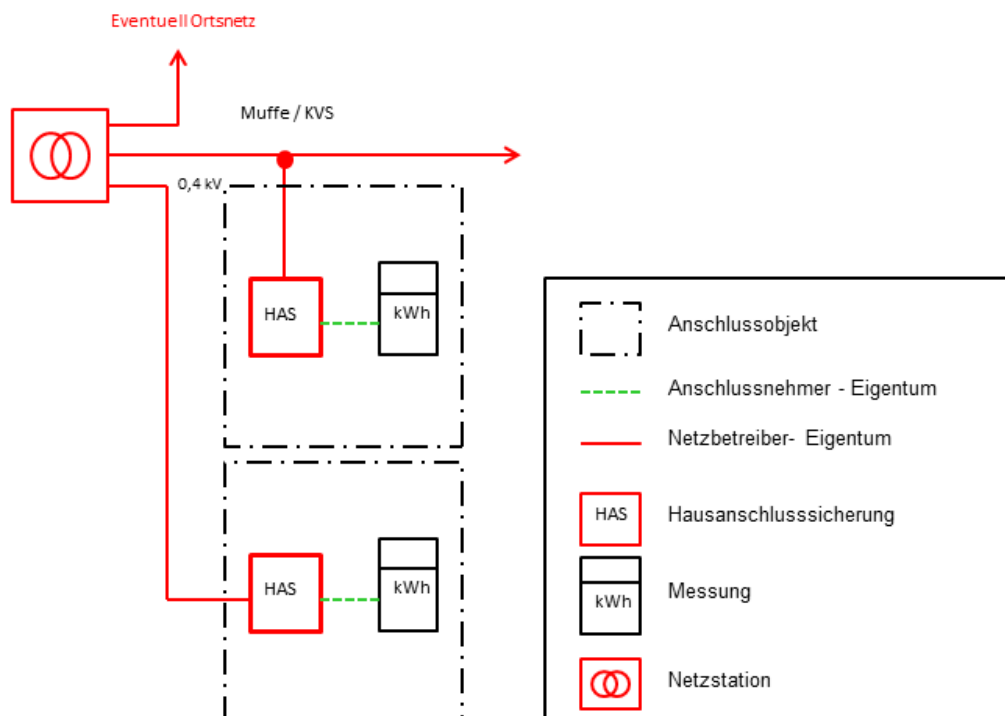 Eventuell Ortsnetz
Muffe / KVS
0,4 kV
HAS
kWh
HAS
kWh
Anschlussobjekt
Anschlussnehmer - Eigentum
Netzbetreiber- Eigentum
HAS
Hausanschlusssicherung
kWh
Messung
Netzstation